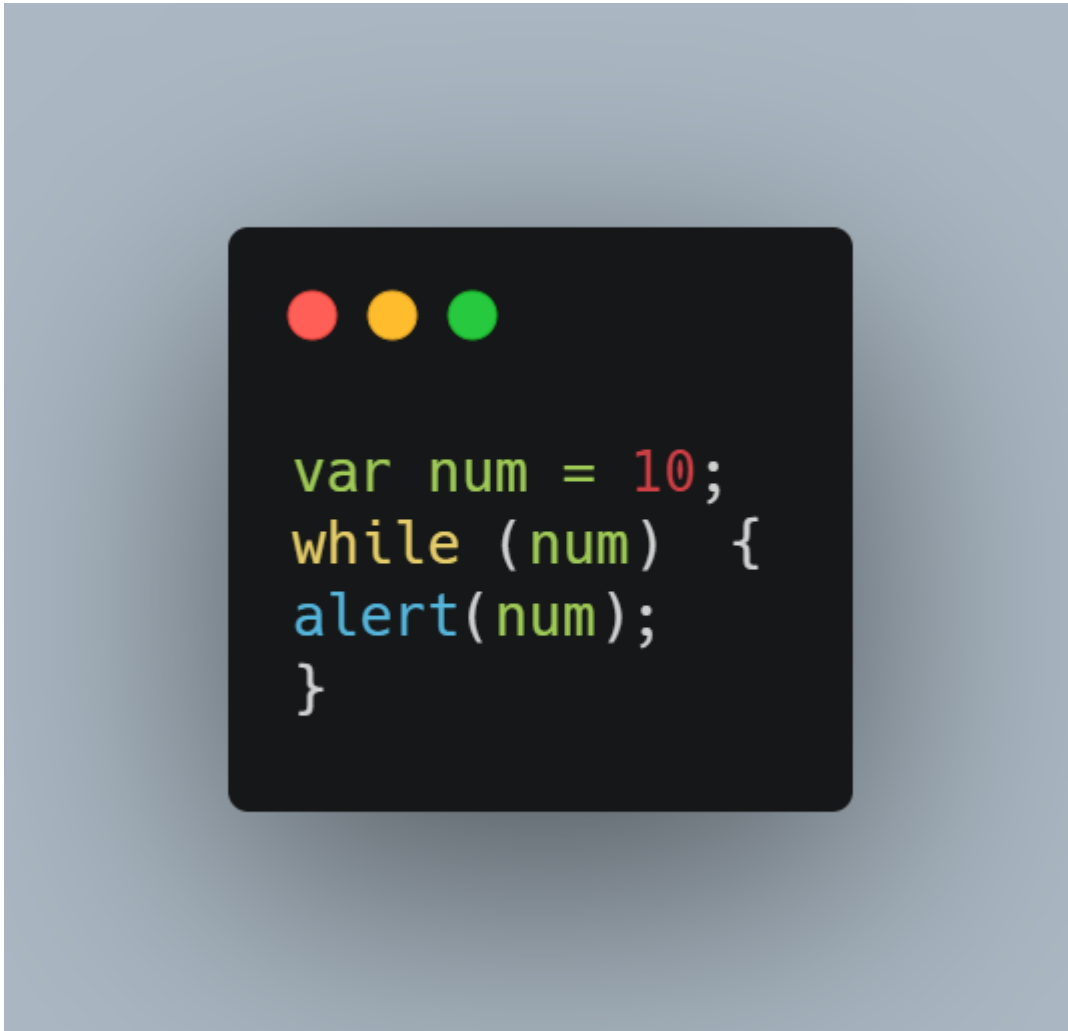 var num = 10;
while (num)  {
alert(num);
}